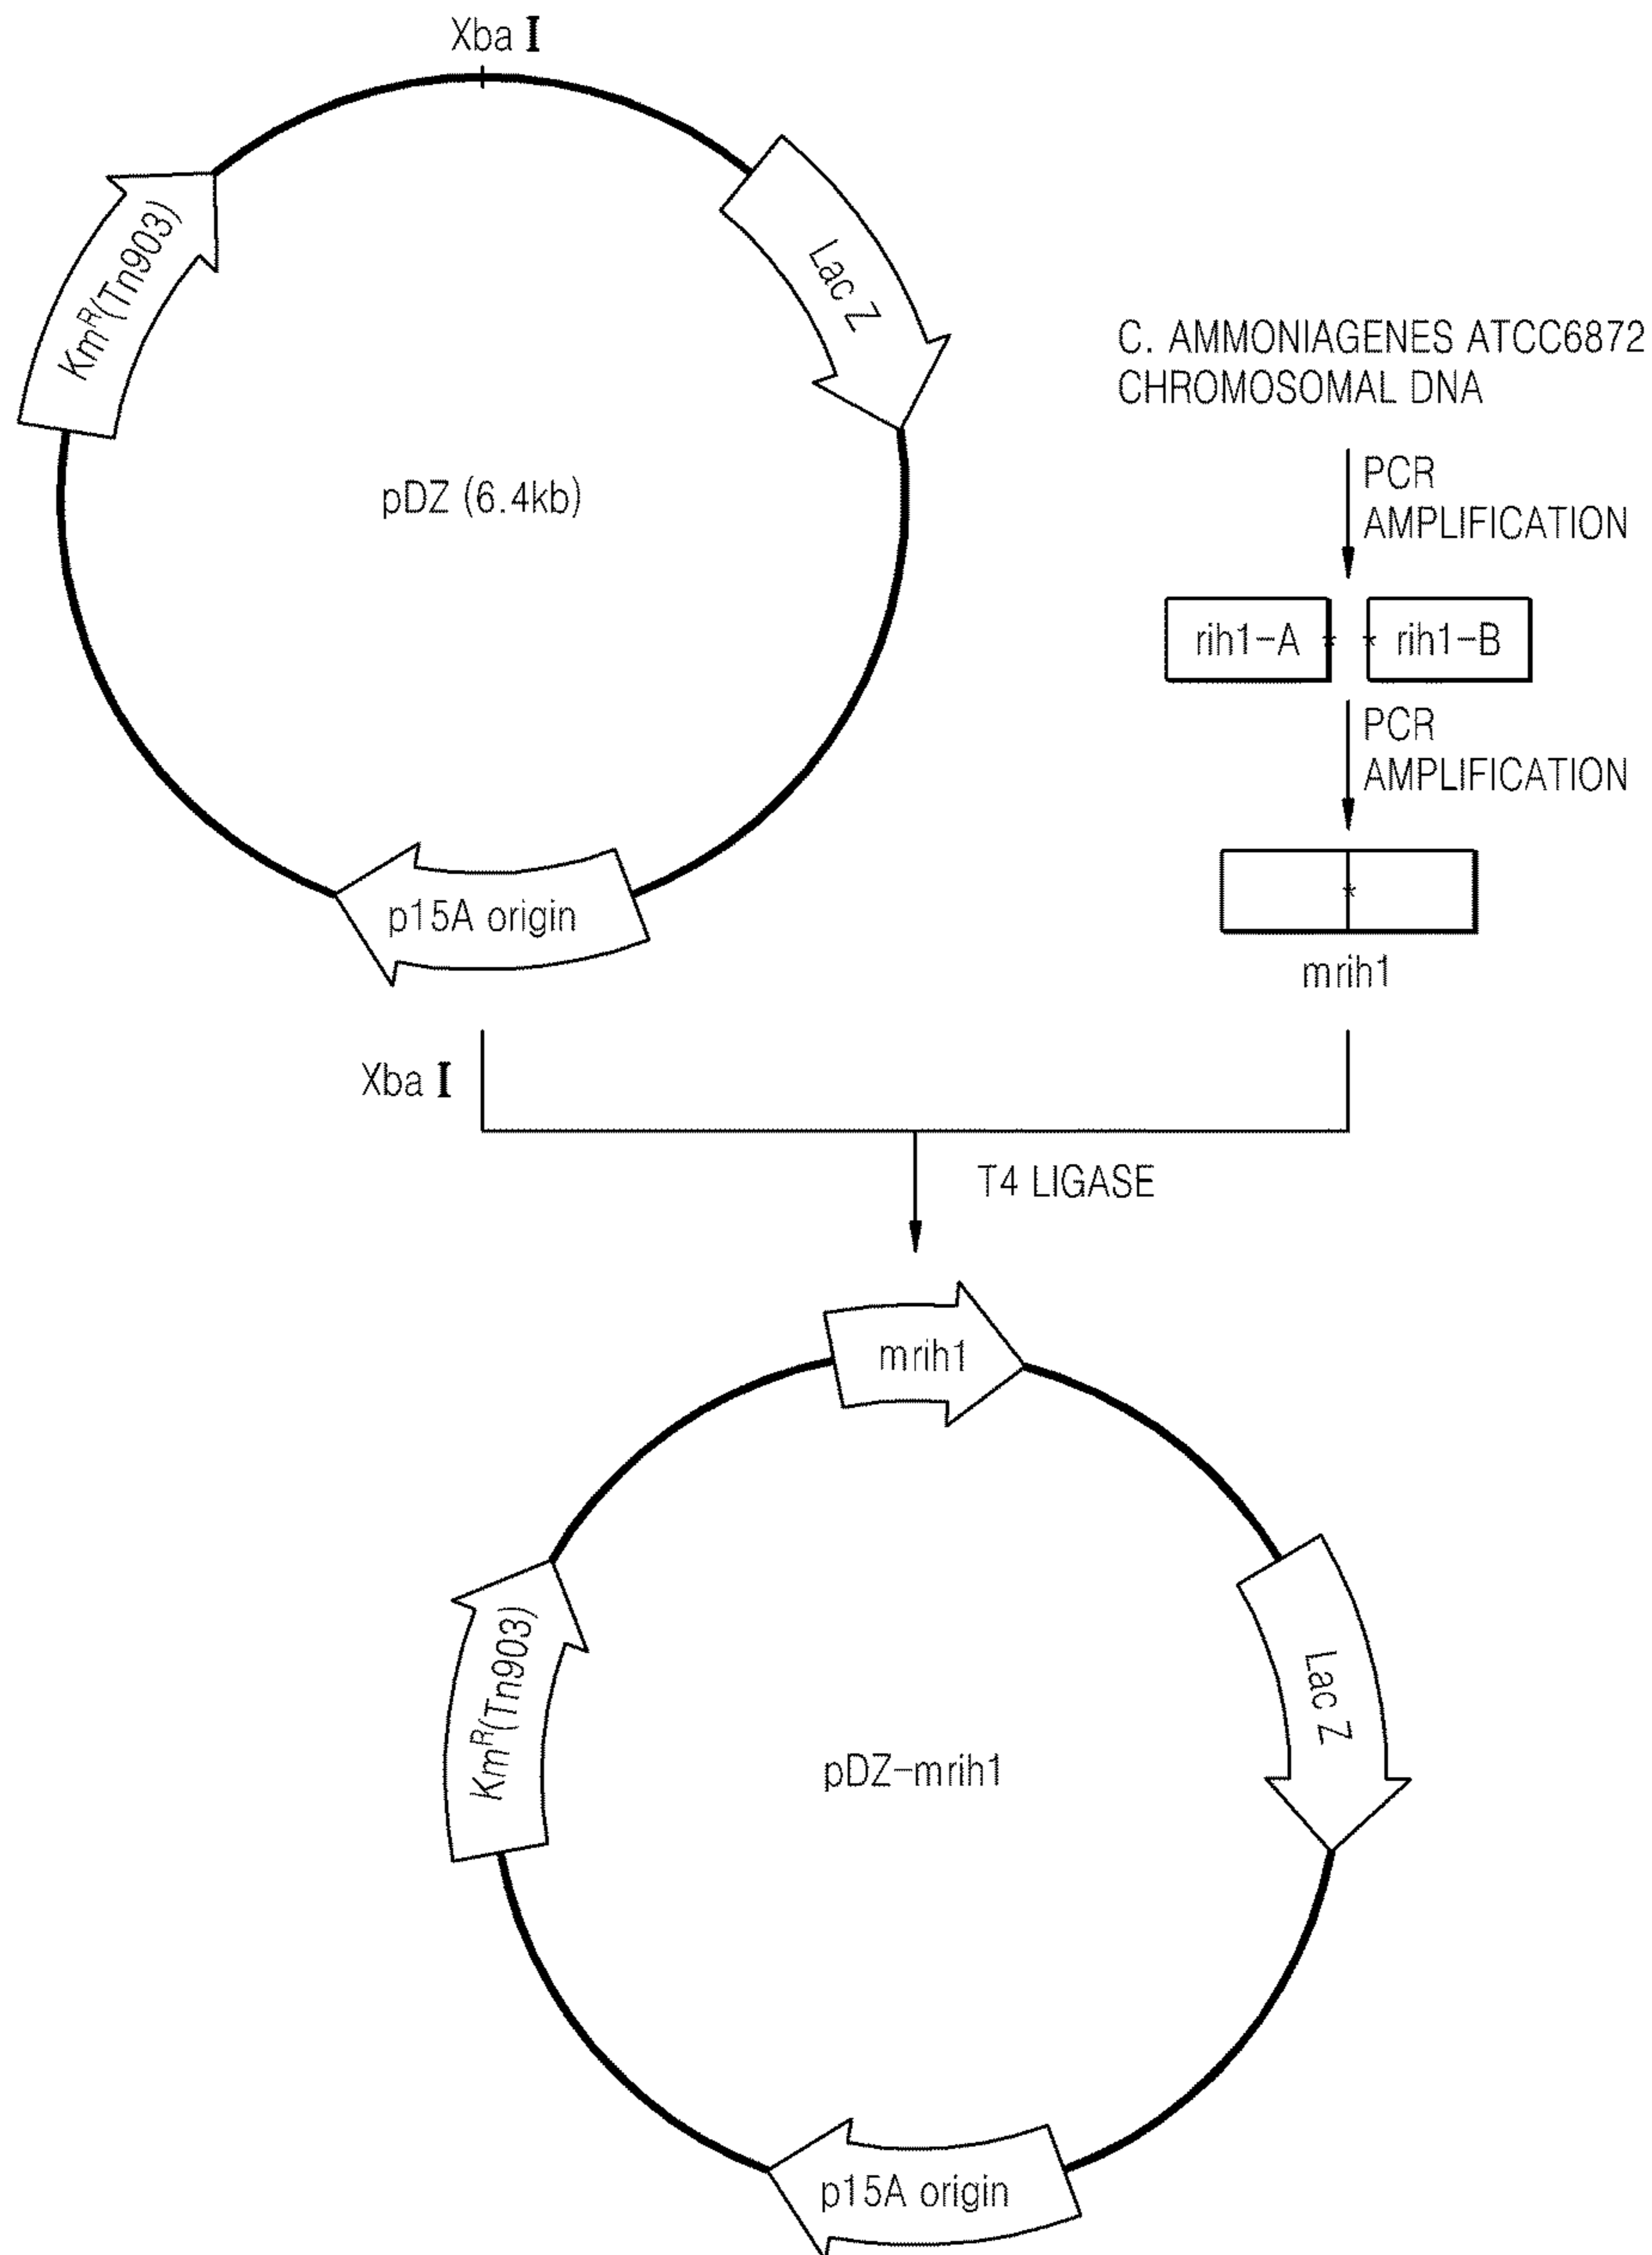 Xba I
Km^R(Tn903)
Lac Z
pDZ (6.4kb)
p15A origin
C. AMMONIAGENES ATCC6872
CHROMOSOMAL DNA
PCR
AMPLIFICATION
rih1-A * * rih1-B
PCR
AMPLIFICATION
*
mrih1
Xba I
T4 LIGASE
mrih1
Km^R(Tn903)
Lac Z
pDZ-mrih1
p15A origin